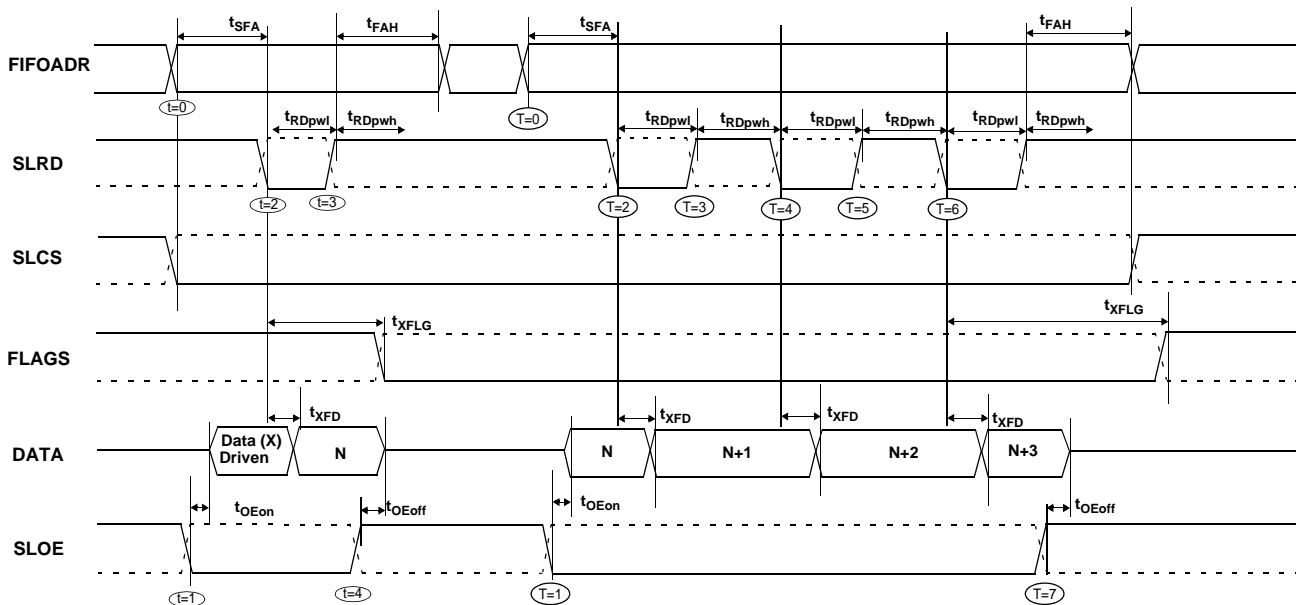 tSFA tFAH tSFA tFAH
FIFOADR
t=0 T=0
tRDpwl tRDpwh tRDpwl tRDpwh tRDpwl tRDpwh tRDpwl tRDpwh
SLRD
t=2 t=3 T=2 T=3 T=4 T=5 T=6
SLCS
tXFLG tXFLG
FLAGS
tXFD tXFD tXFD tXFD
DATA
Data (X)
Driven
N N N+1 N+2 N+3
tOEon tOEoff tOEon tOEoff
SLOE
t=1 t=4 T=1 T=7